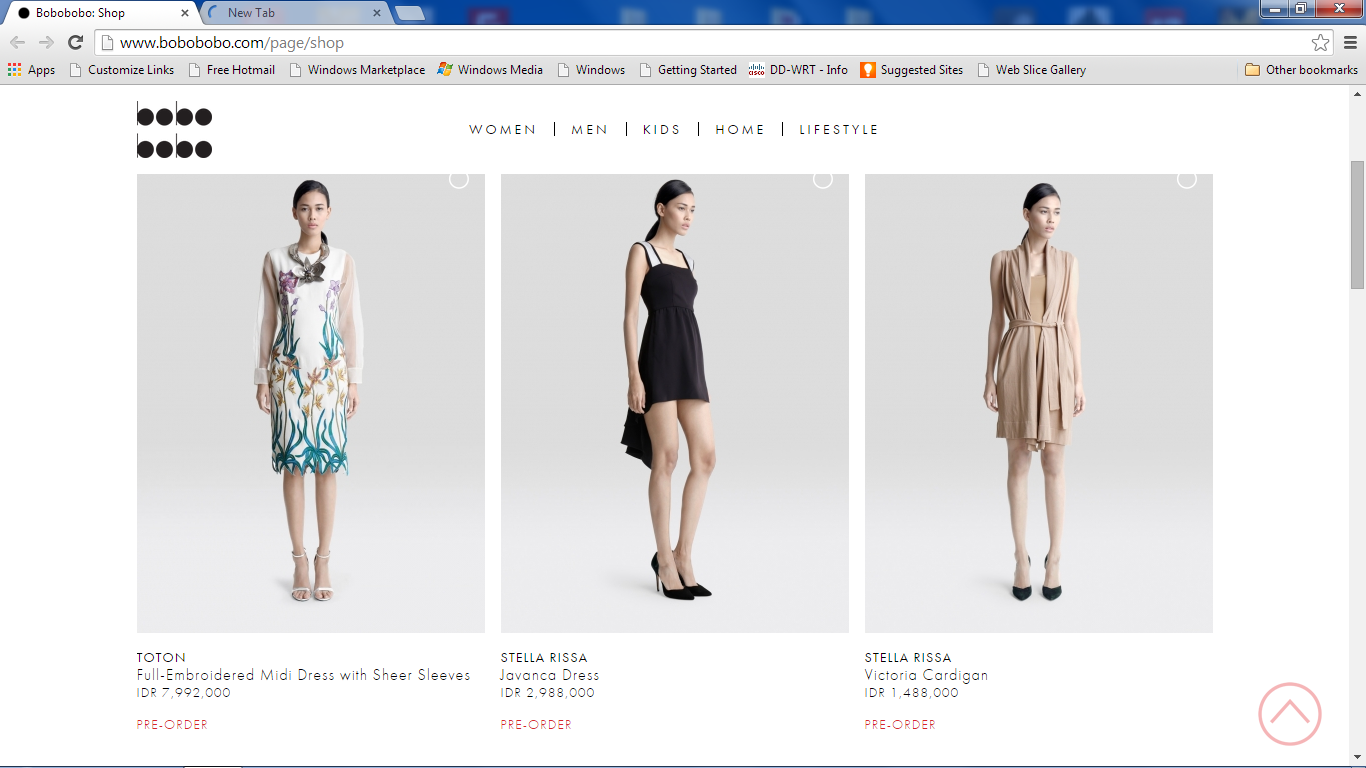 Bobobobo: Shop
New Tab
www.bobobobo.com/page/shop
Apps Customize Links Free Hotmail Windows Marketplace Windows Media Windows Getting Started DD-WRT - Info Suggested Sites Web Slice Gallery Other bookmarks
bobo
bobo
WOMEN | MEN | KIDS | HOME | LIFESTYLE
TOTON
Full-Embroidered Midi Dress with Sheer Sleeves
IDR 7,992,000
PRE-ORDER
STELLA RISSA
Javanca Dress
IDR 2,988,000
PRE-ORDER
STELLA RISSA
Victoria Cardigan
IDR 1,488,000
PRE-ORDER